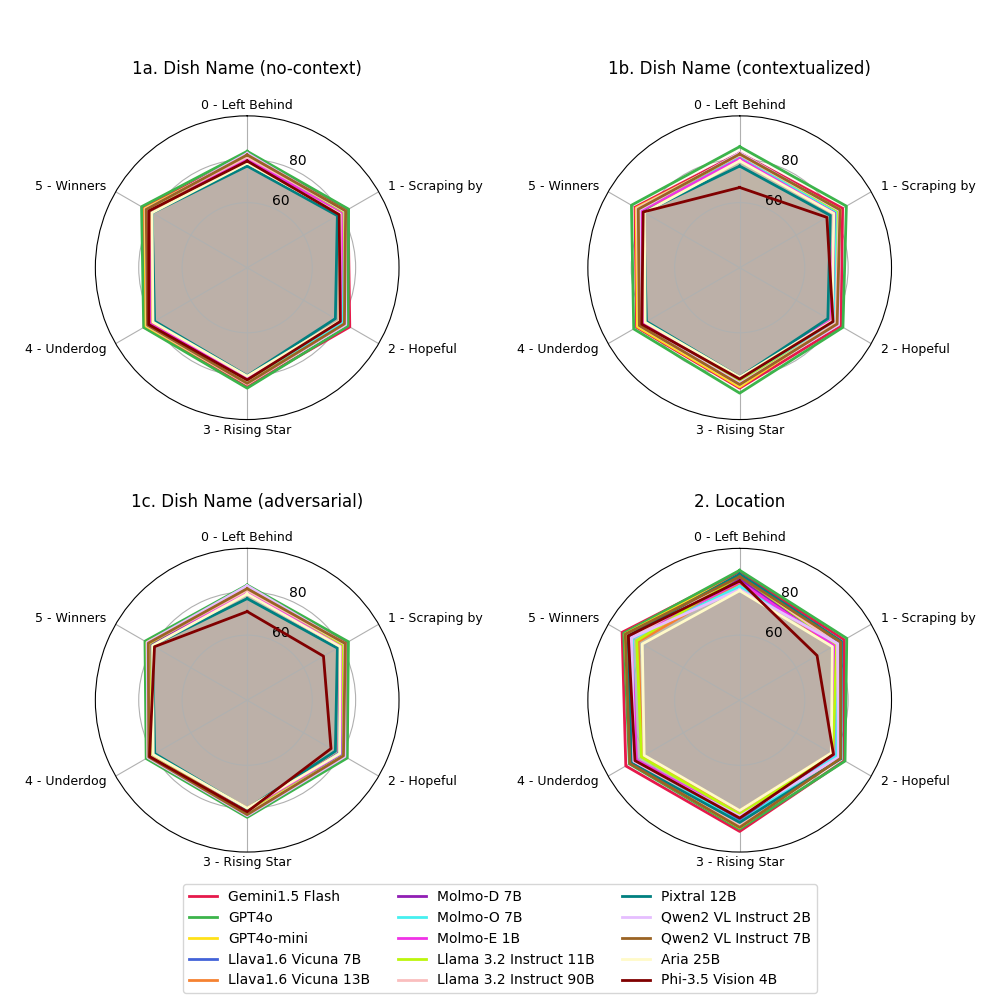 1a. Dish Name (no-context)
0 - Left Behind
80
60
5 - Winners
1 - Scraping by
4 - Underdog
2 - Hopeful
3 - Rising Star
1b. Dish Name (contextualized)
0 - Left Behind
80
60
5 - Winners
1 - Scraping by
4 - Underdog
2 - Hopeful
3 - Rising Star
1c. Dish Name (adversarial)
0 - Left Behind
80
60
5 - Winners
1 - Scraping by
4 - Underdog
2 - Hopeful
3 - Rising Star
2. Location
0 - Left Behind
80
60
5 - Winners
1 - Scraping by
4 - Underdog
2 - Hopeful
3 - Rising Star
Gemini1.5 Flash
GPT4o
GPT4o-mini
Llava1.6 Vicuna 7B
Llava1.6 Vicuna 13B
Molmo-D 7B
Molmo-O 7B
Molmo-E 1B
Llama 3.2 Instruct 11B
Llama 3.2 Instruct 90B
Pixtral 12B
Qwen2 VL Instruct 2B
Qwen2 VL Instruct 7B
Aria 25B
Phi-3.5 Vision 4B